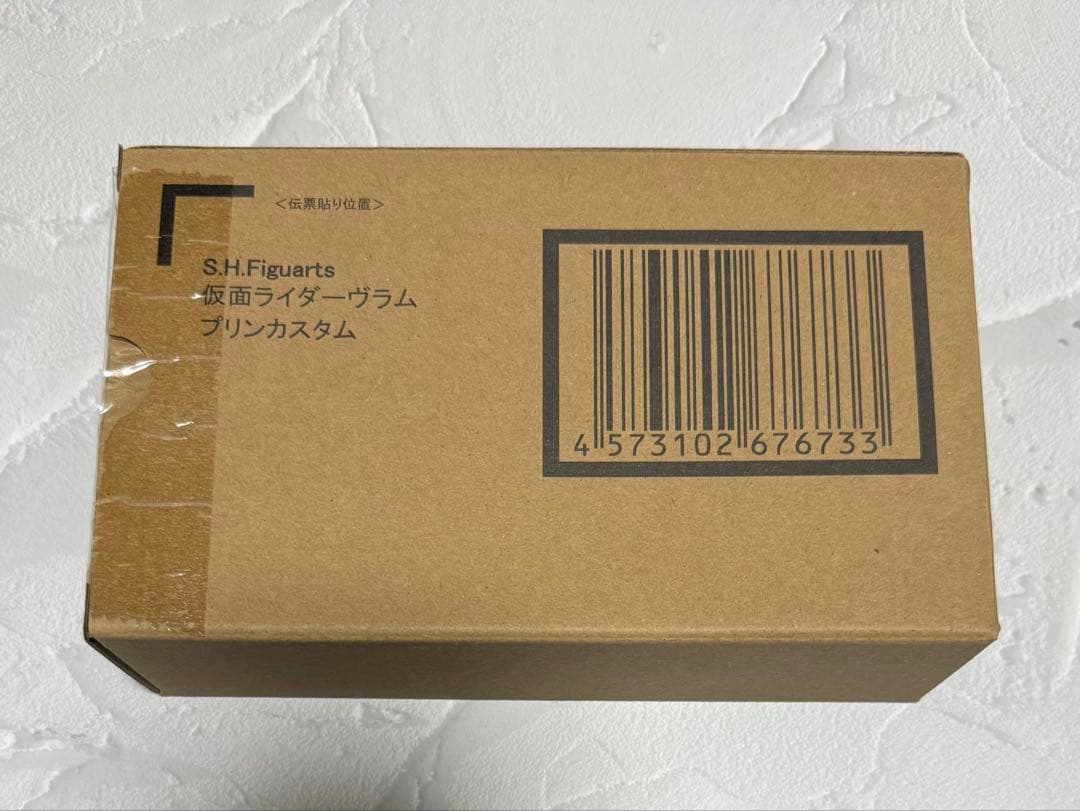 ＜伝票貼り位置＞
S.H.Figuarts
仮面ライダーヴラム
プリンカスタム
4 573102 676733